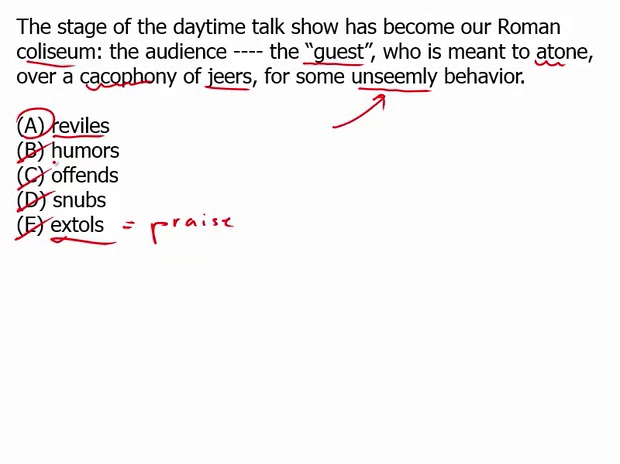 The stage of the daytime talk show has become our Roman
coliseum: the audience ---- the “guest”, who is meant to atone,
over a cacophony of jeers, for some unseemly behavior.
(A) reviles
(B) humors
(C) offends
(D) snubs
(E) extols = praise